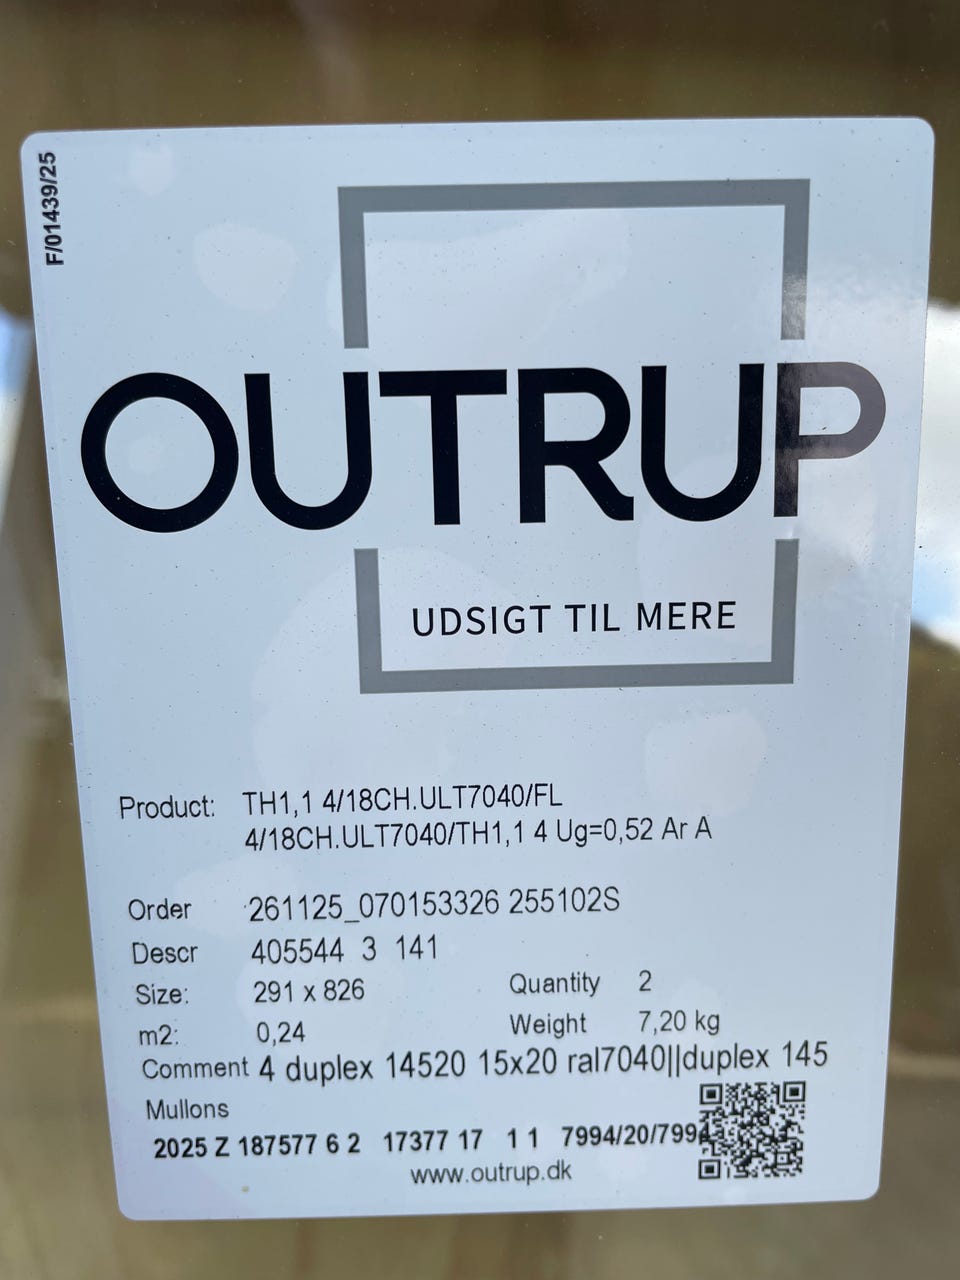 F/01439/25
OUTRUP
UDSIGT TIL MERE
Product: TH1,1 4/18CH.ULT7040/FL
4/18CH.ULT7040/TH1,1 4 Ug=0,52 Ar A
Order 261125_070153326 255102S
Descr 405544 3 141
Size: 291 x 826 Quantity 2
m2: 0,24 Weight 7,20 kg
Comment 4 duplex 14520 15x20 ral7040||duplex 145
Mullons
2025 Z 187577 6 2 17377 17 1 1 7994/20/799
www.outrup.dk